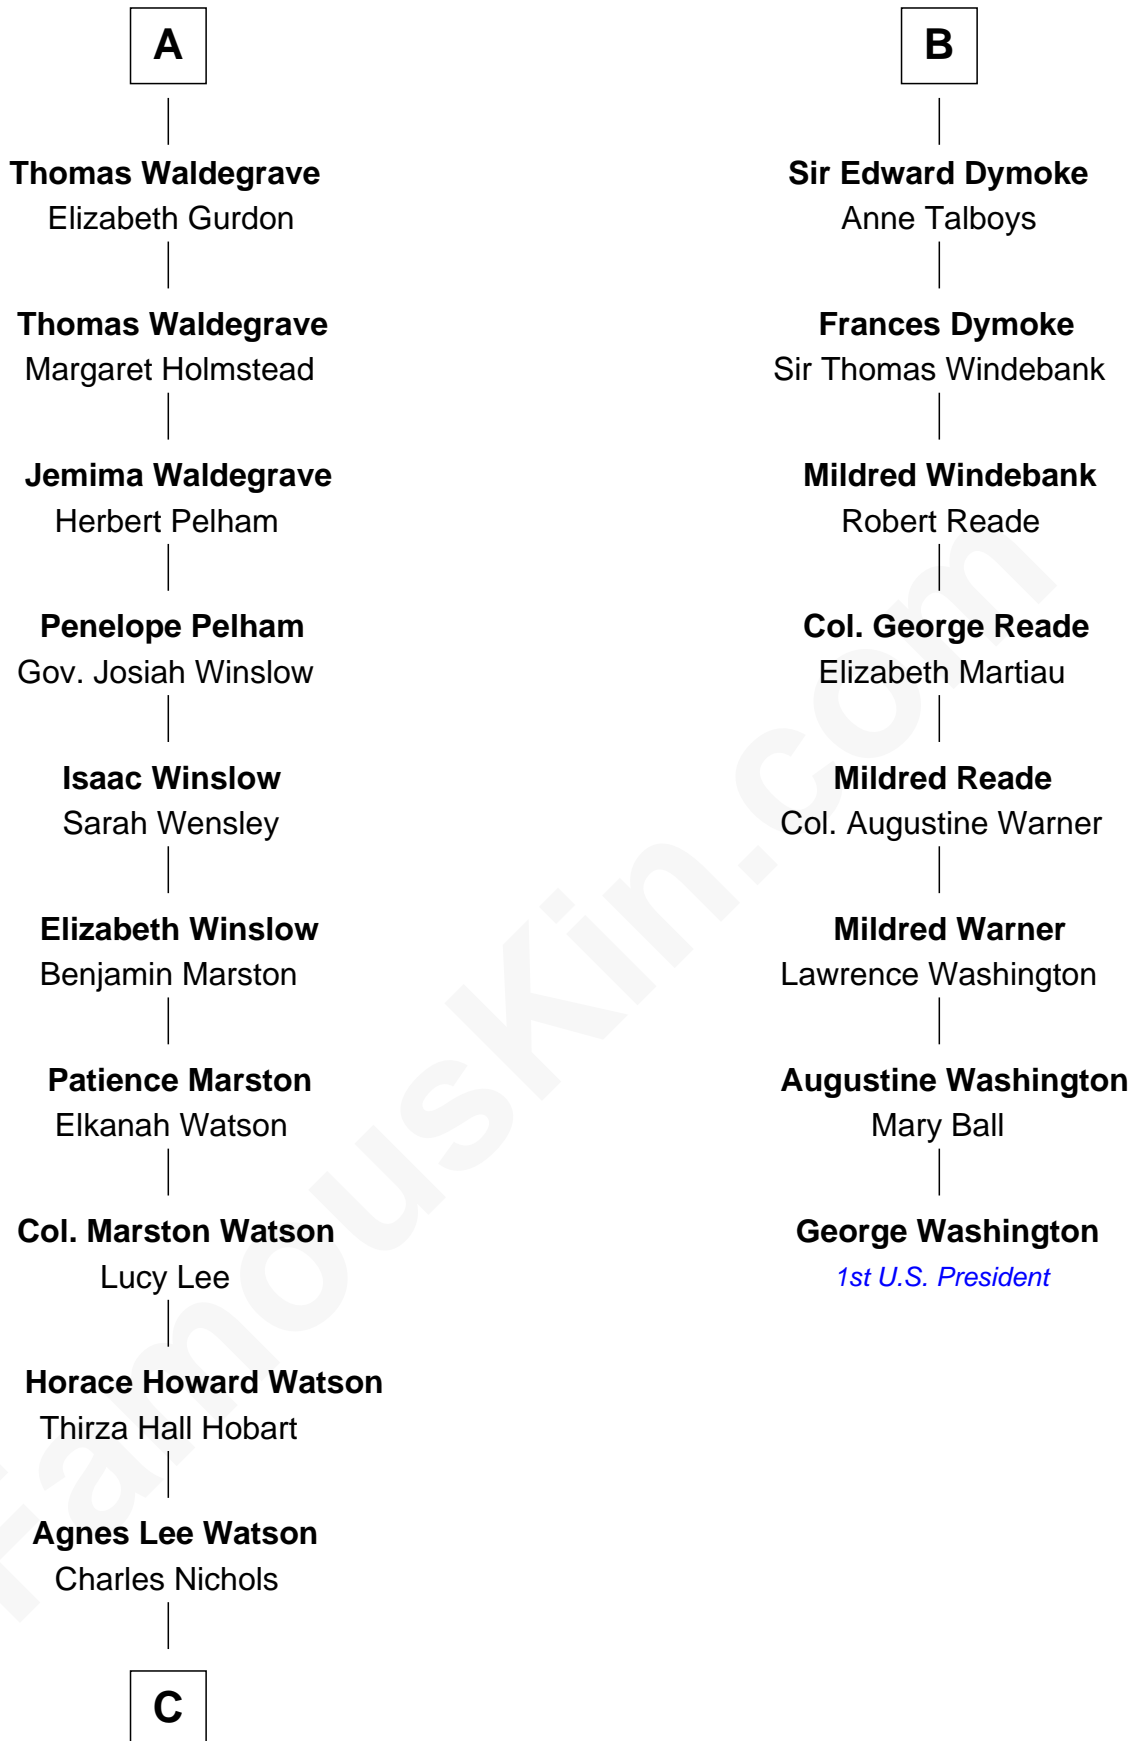 A
Thomas Waldegrave
Elizabeth Gurdon
Thomas Waldegrave
Margaret Holmstead
Jemima Waldegrave
Herbert Pelham
Penelope Pelham
Gov. Josiah Winslow
Isaac Winslow
Sarah Wensley
Elizabeth Winslow
Benjamin Marston
Patience Marston
Elkanah Watson
Col. Marston Watson
Lucy Lee
Horace Howard Watson
Thirza Hall Hobart
Agnes Lee Watson
Charles Nichols
C
B
Sir Edward Dymoke
Anne Talboys
Frances Dymoke
Sir Thomas Windebank
Mildred Windebank
Robert Reade
Col. George Reade
Elizabeth Martiau
Mildred Reade
Col. Augustine Warner
Mildred Warner
Lawrence Washington
Augustine Washington
Mary Ball
George Washington
1st U.S. President
FamousKin.com